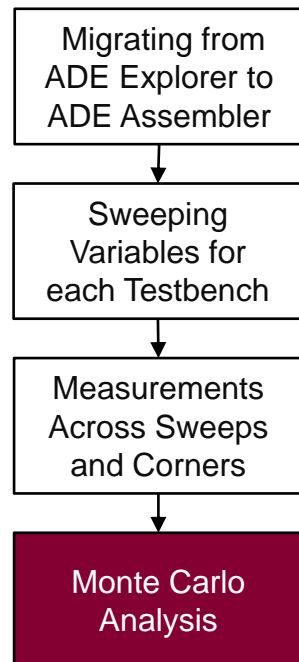 Migrating from
ADE Explorer to
ADE Assembler
Sweeping
Variables for
each Testbench
Measurements
Across Sweeps
and Corners
Monte Carlo
Analysis